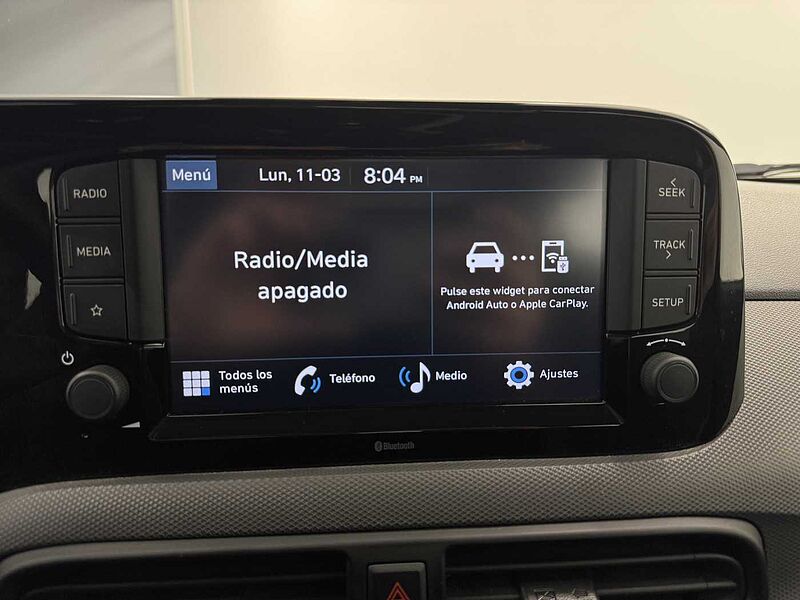 Menú
Lun, 11-03
8:04 PM
RADIO
MEDIA
SEEK
TRACK
SETUP
Radio/Media
apagado
Pulse este widget para conectar
Android Auto o Apple CarPlay.
Todos los
menús
Teléfono
Medio
Ajustes
Bluetooth